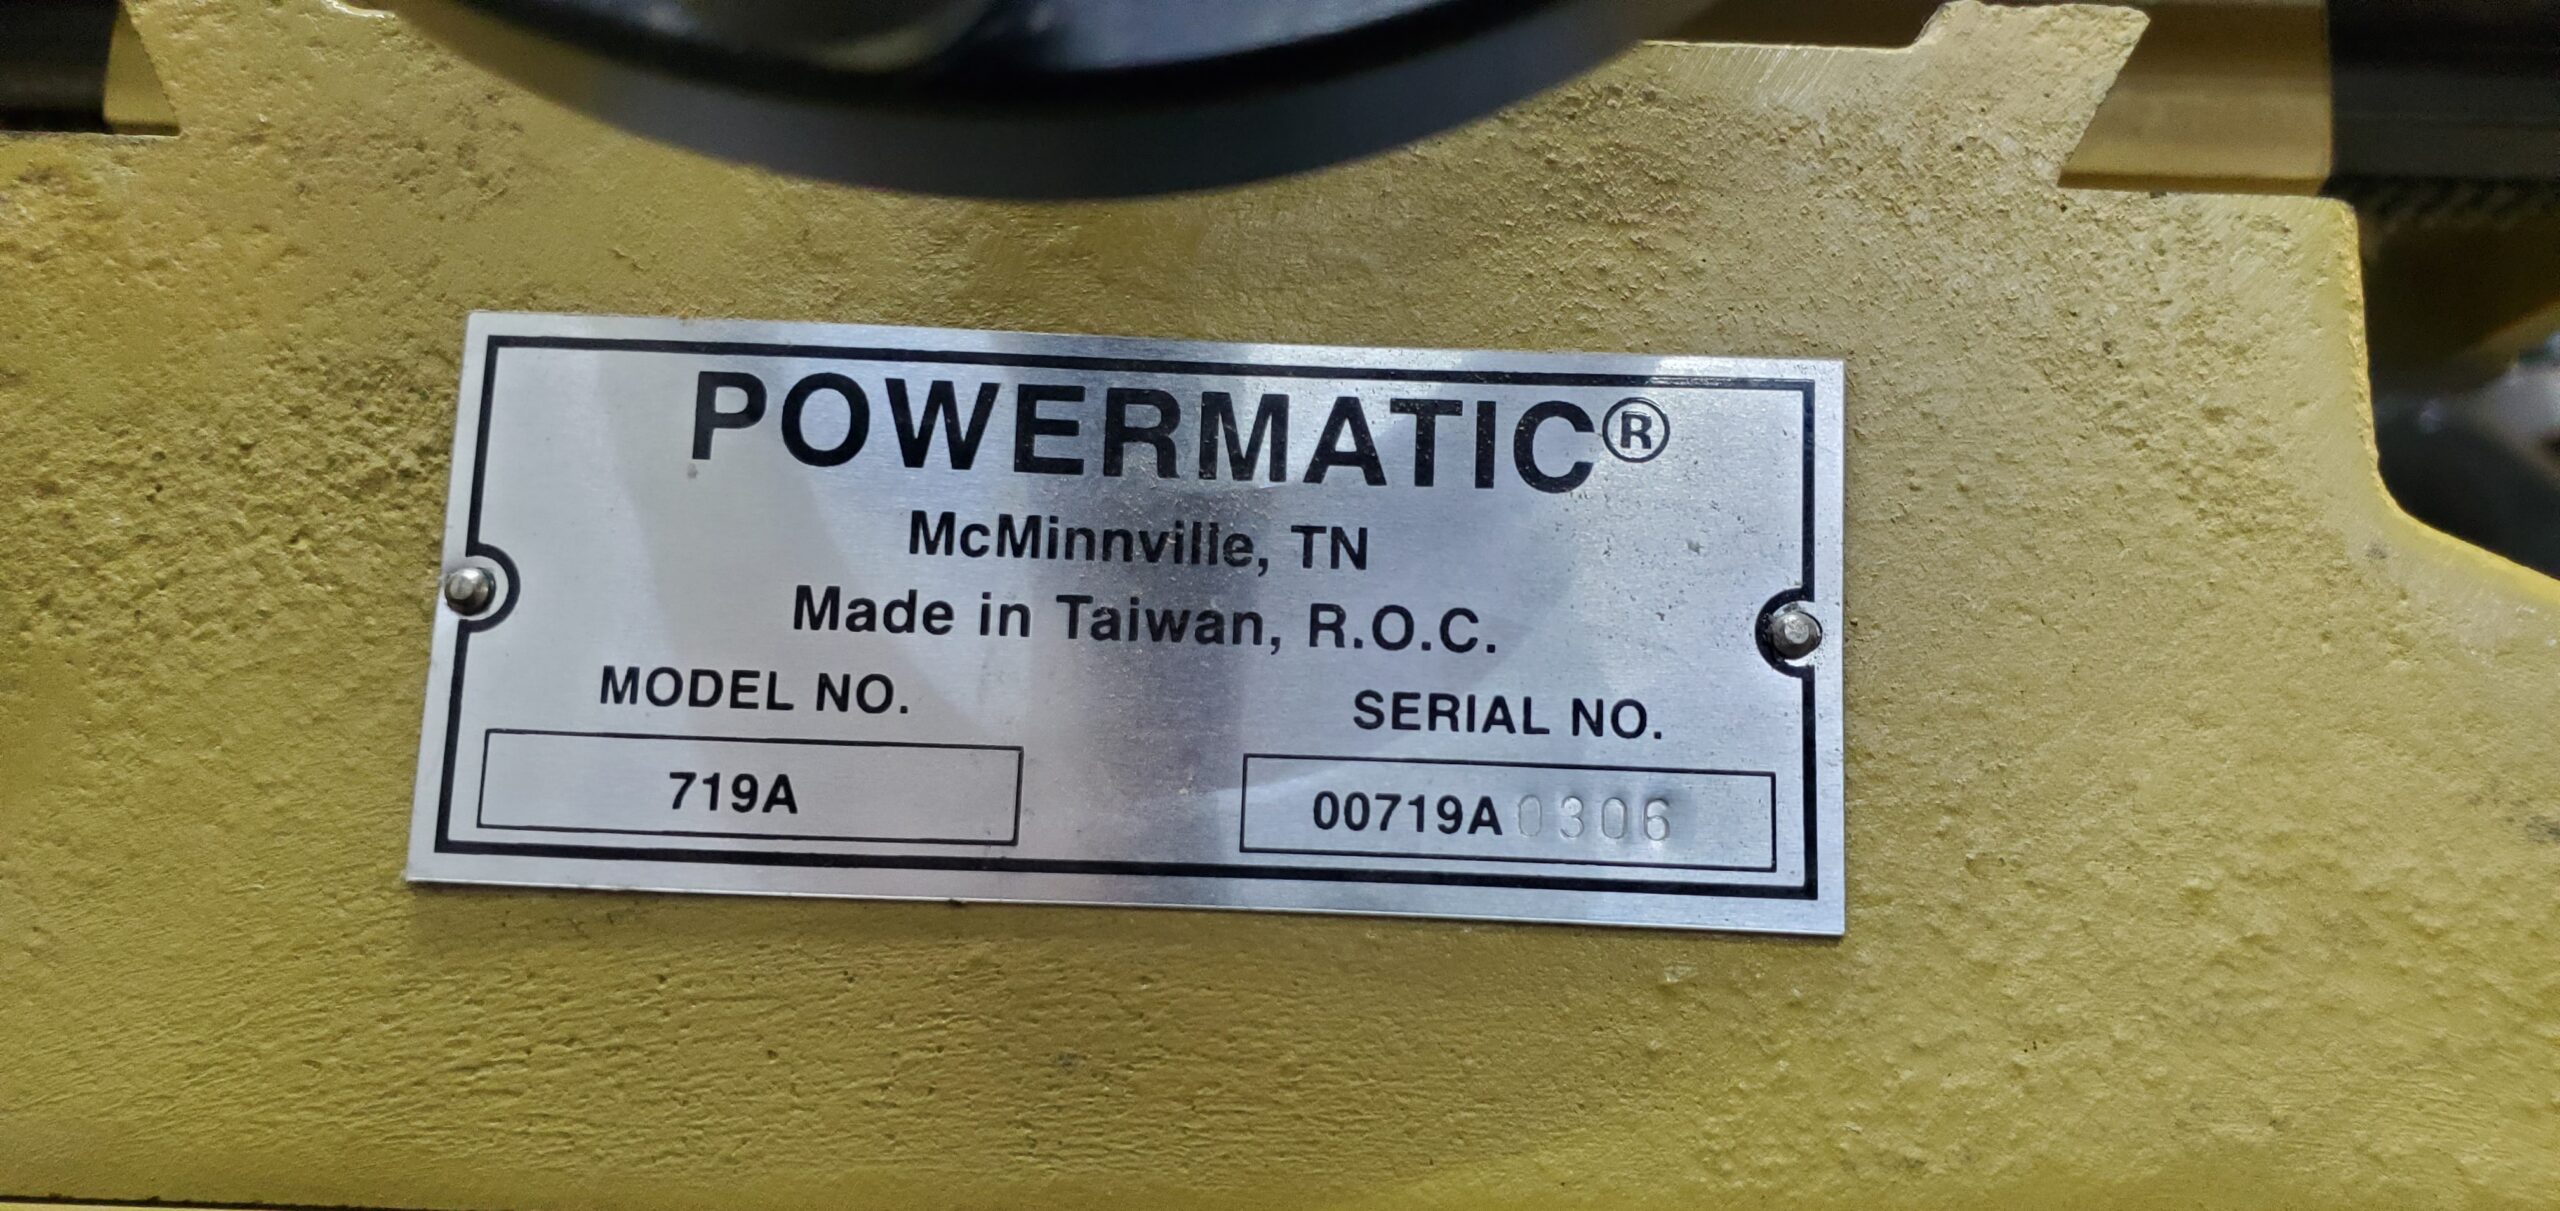 POWERMATIC®
McMinnville, TN
Made in Taiwan, R.O.C.
MODEL NO. SERIAL NO.
719A 00719A0306